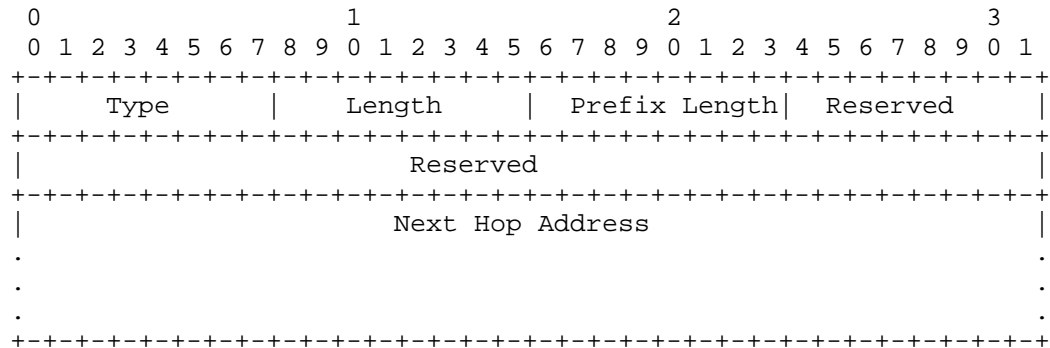 0                   1                   2                   3
0 1 2 3 4 5 6 7 8 9 0 1 2 3 4 5 6 7 8 9 0 1 2 3 4 5 6 7 8 9 0 1
+-+-+-+-+-+-+-+-+-+-+-+-+-+-+-+-+-+-+-+-+-+-+-+-+-+-+-+-+-+-+-+-+
|     Type      |    Length     |  Prefix Length|  Reserved     |
+-+-+-+-+-+-+-+-+-+-+-+-+-+-+-+-+-+-+-+-+-+-+-+-+-+-+-+-+-+-+-+-+
|                        Reserved                               |
+-+-+-+-+-+-+-+-+-+-+-+-+-+-+-+-+-+-+-+-+-+-+-+-+-+-+-+-+-+-+-+-+
|                       Next Hop Address                        |
.                                                               .
.                                                               .
.                                                               .
+-+-+-+-+-+-+-+-+-+-+-+-+-+-+-+-+-+-+-+-+-+-+-+-+-+-+-+-+-+-+-+-+